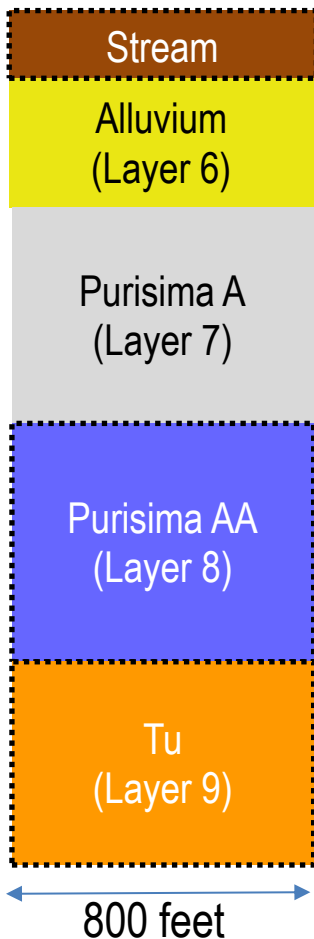 Stream
Alluvium
(Layer 6)
Purisima A
(Layer 7)
Purisima AA
(Layer 8)
Tu
(Layer 9)
800 feet